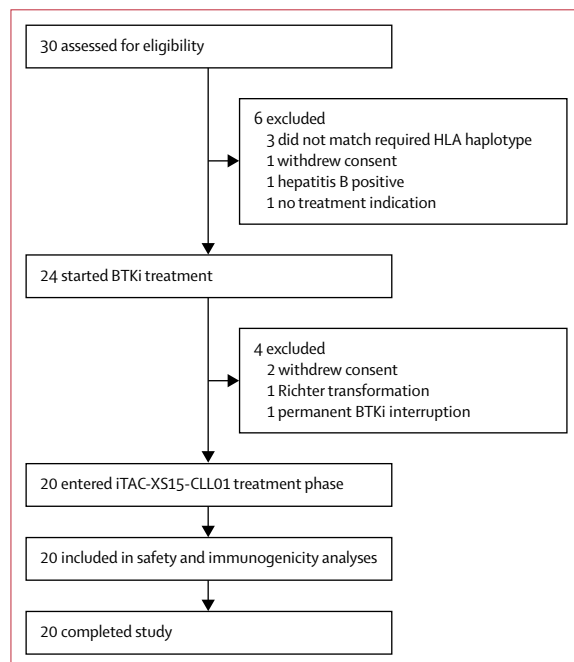 30 assessed for eligibility
6 excluded
3 did not match required HLA haplotype
1 withdrew consent
1 hepatitis B positive
1 no treatment indication
24 started BTKi treatment
4 excluded
2 withdrew consent
1 Richter transformation
1 permanent BTKi interruption
20 entered iTAC-XS15-CLL01 treatment phase
20 included in safety and immunogenicity analyses
20 completed study